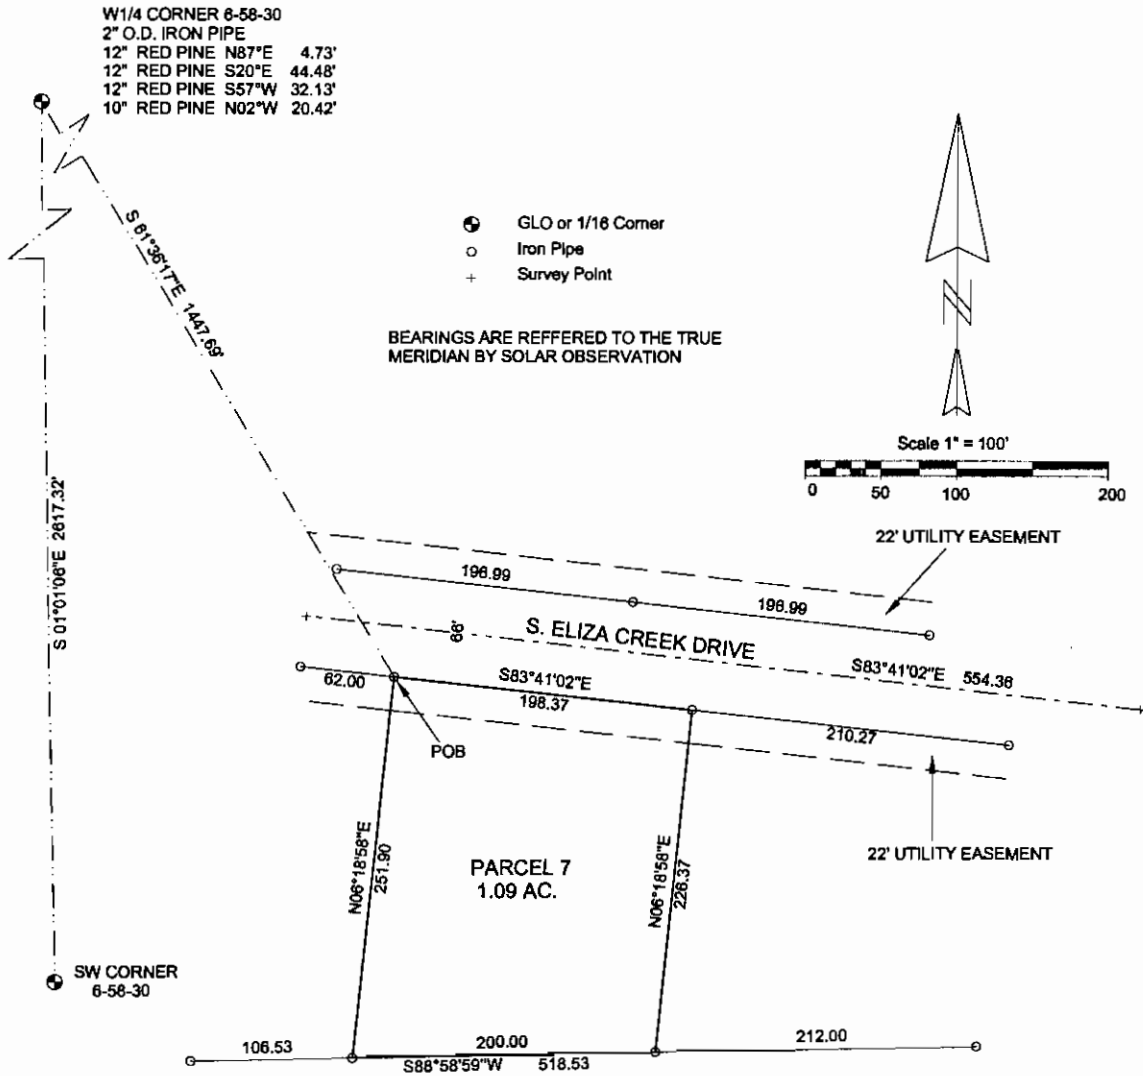 W1/4 CORNER 6-58-30
2" O.D. IRON PIPE
12" RED PINE N87°E 4.73'
12" RED PINE S20°E 44.48'
12" RED PINE S57°W 32.13'
10" RED PINE N02°W 20.42'
S 61°36'17"E 1447.69'
GLO or 1/16 Corner
Iron Pipe
Survey Point
BEARINGS ARE REFFERED TO THE TRUE
MERIDIAN BY SOLAR OBSERVATION
N
Scale 1" = 100'
0 50 100 200
S 01°01'06"E 2617.32'
22' UTILITY EASEMENT
196.99
196.99
66'
S. ELIZA CREEK DRIVE
S83°41'02"E 554.36
62.00
S83°41'02"E
198.37
210.27
POB
22' UTILITY EASEMENT
N06°18'58"E
251.90
PARCEL 7
1.09 AC.
N06°18'58"E
226.37
SW CORNER
6-58-30
106.53
200.00
212.00
S88°58'59"W 518.53